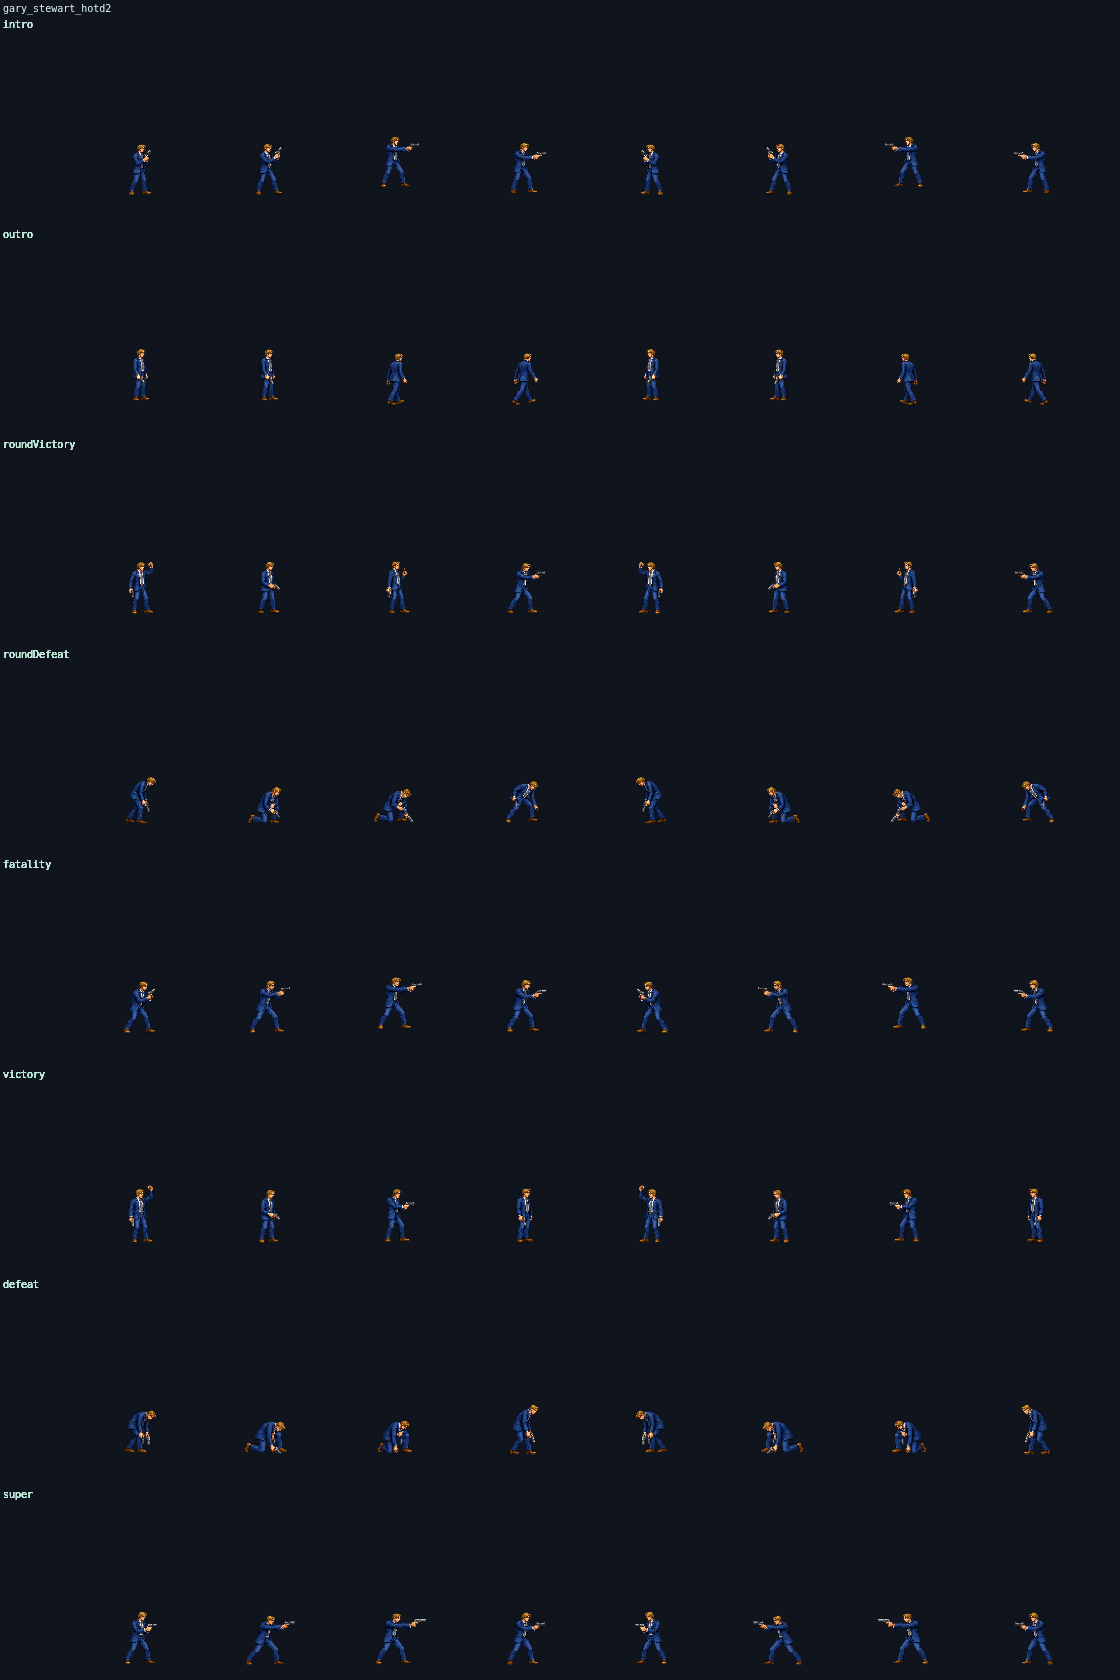 gary_stewart_hotd2
intro
outro
roundVictory
roundDefeat
fatality
victory
defeat
super